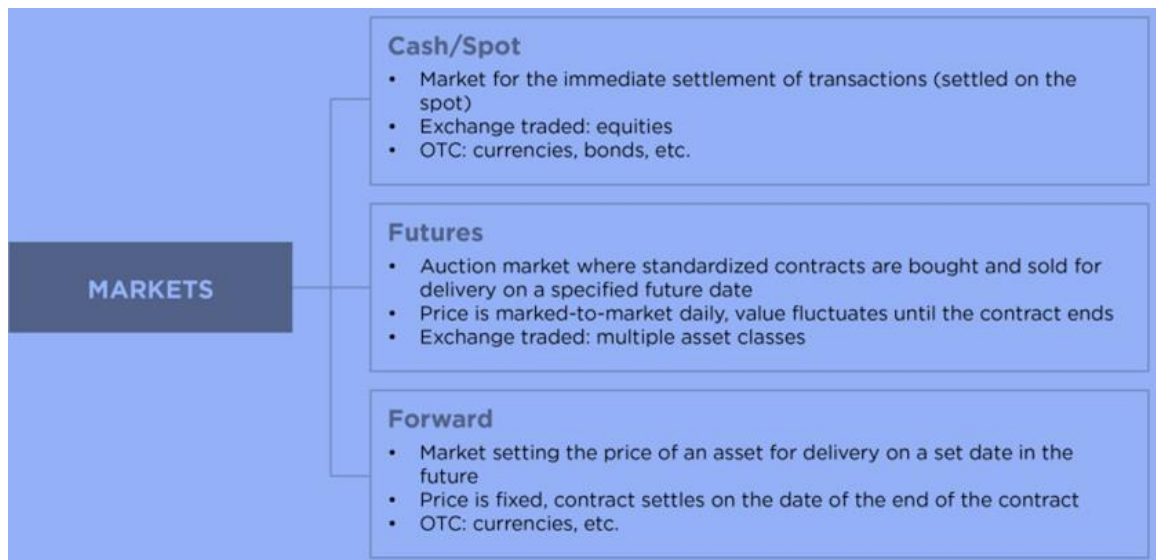 Cash/Spot
• Market for the immediate settlement of transactions (settled on the
spot)
• Exchange traded: equities
• OTC: currencies, bonds, etc.
Futures
• Auction market where standardized contracts are bought and sold for
delivery on a specified future date
• Price is marked-to-market daily, value fluctuates until the contract ends
• Exchange traded: multiple asset classes
MARKETS
Forward
• Market setting the price of an asset for delivery on a set date in the
future
• Price is fixed, contract settles on the date of the end of the contract
• OTC: currencies, etc.